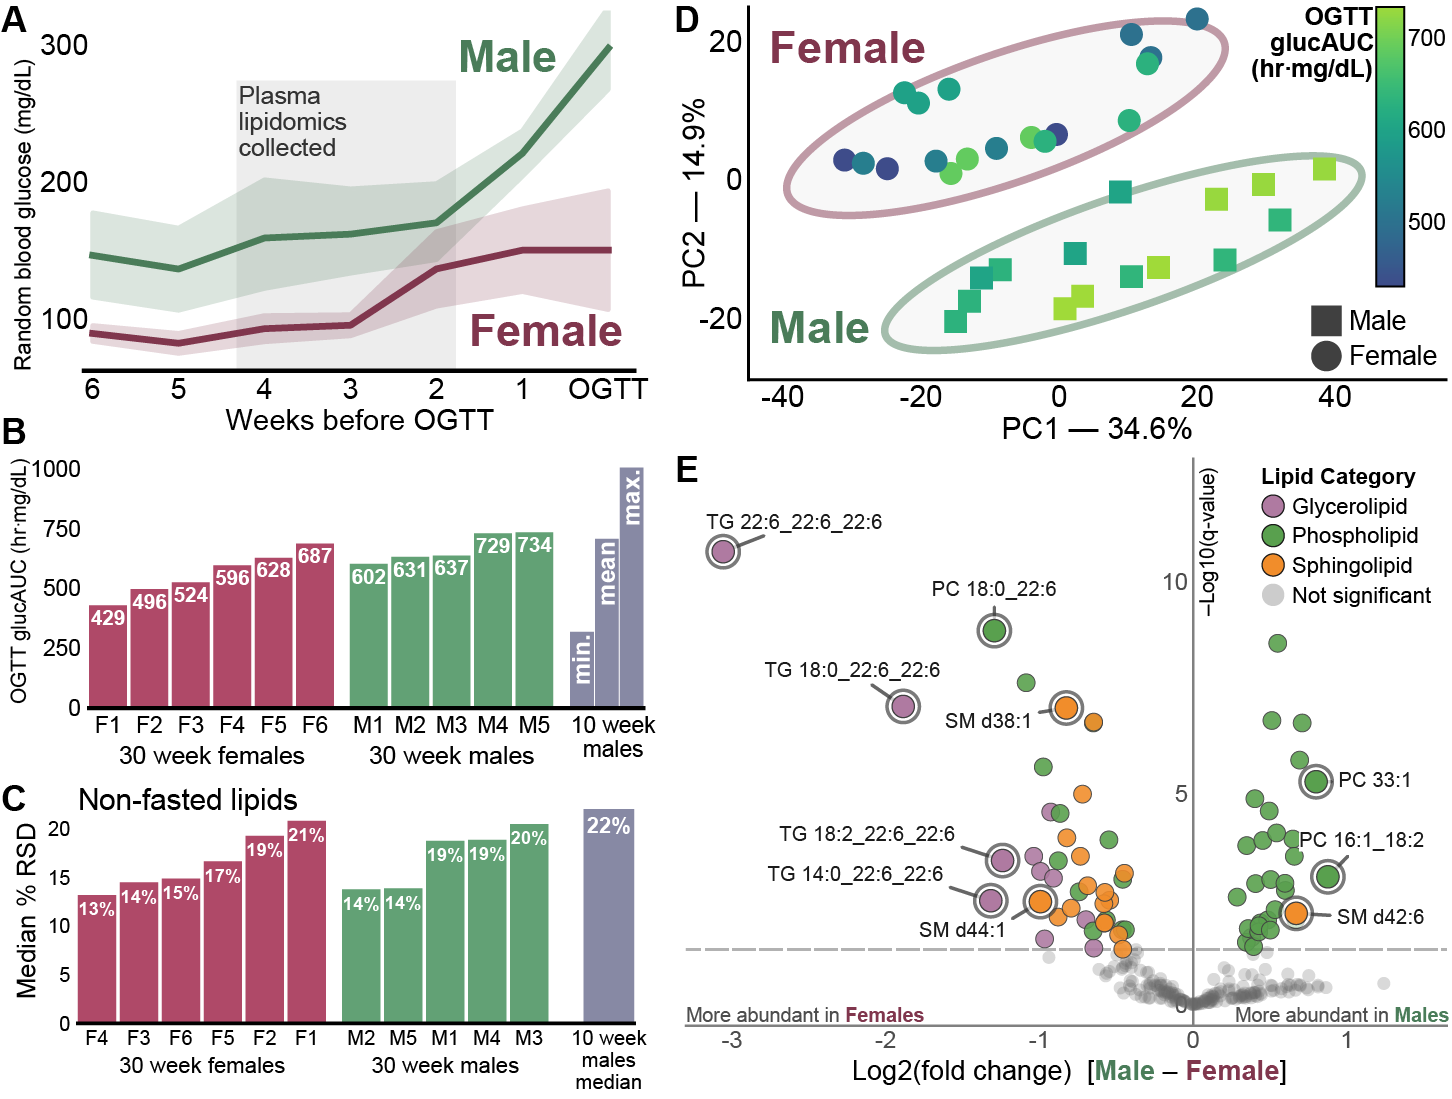 A
Random blood glucose (mg/dL)
300
200
100
Male
Plasma
lipidomics
collected
Female
6
5
4
3
2
1
OGTT
Weeks before OGTT
B
OGTT glucAUC (hr·mg/dL)
1000
750
500
250
0
429
496
524
596
628
687
602
631
637
729
734
min.
mean
max.
F1
F2
F3
F4
F5
F6
M1
M2
M3
M4
M5
10 week
males
30 week females
30 week males
C
Non-fasted lipids
Median % RSD
20
15
10
5
0
13%
14%
15%
17%
19%
21%
14%
14%
19%
19%
20%
22%
F4
F3
F6
F5
F2
F1
M2
M5
M1
M4
M3
10 week
males
median
30 week females
30 week males
D
PC2 — 14.9%
20
0
-20
Female
Male
OGTT
glucAUC
(hr·mg/dL)
700
600
500
Male
Female
-40
-20
0
20
40
PC1 — 34.6%
E
−Log10(q-value)
10
5
0
Lipid Category
Glycerolipid
Phospholipid
Sphingolipid
Not significant
TG 22:6_22:6_22:6
PC 18:0_22:6
TG 18:0_22:6_22:6
SM d38:1
PC 33:1
TG 18:2_22:6_22:6
PC 16:1_18:2
TG 14:0_22:6_22:6
SM d44:1
SM d42:6
More abundant in Females
More abundant in Males
-3
-2
-1
0
1
Log2(fold change) [Male – Female]